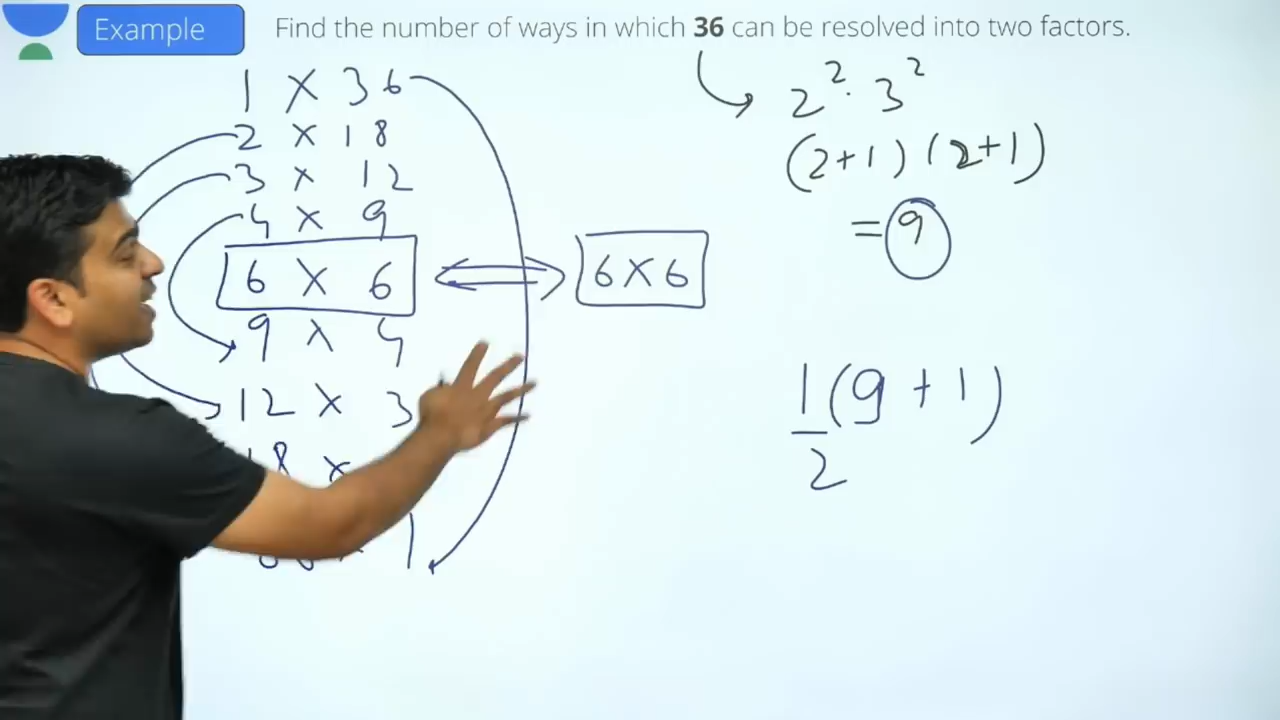 Example
Find the number of ways in which 36 can be resolved into two factors.
1 X 36
2 X 18
3 X 12
4 X 9
6 X 6
6 X 6
9 X 4
12 X 3
18 X
X 1
2² · 3²
(2+1) (2+1)
= 9
1/2 (9 + 1)